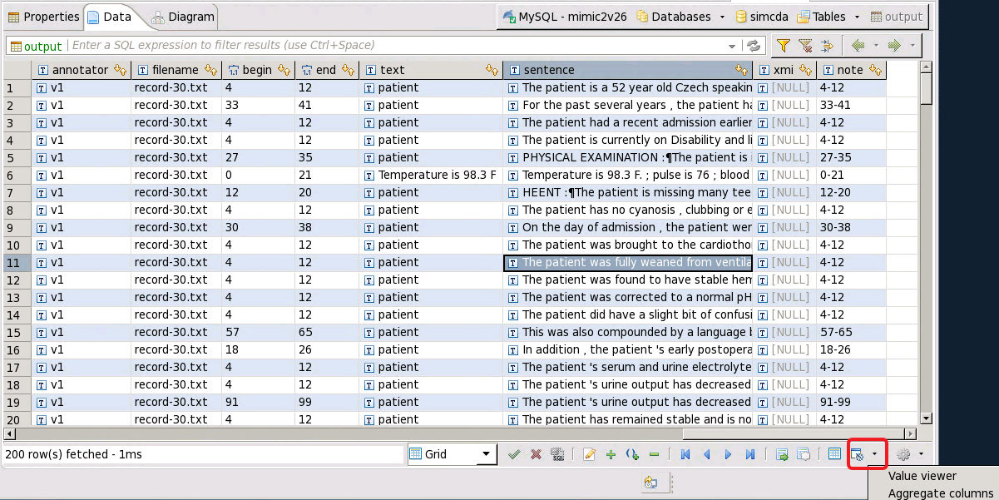 Properties Data Diagram MySQL - mimic2v26 Databases simcda Tables output
output Enter a SQL expression to filter results (use Ctrl+Space)
annotator filename begin end text sentence xmi note
1 v1 record-30.txt 4 12 patient The patient is a 52 year old Czech speakin [NULL] 4-12
2 v1 record-30.txt 33 41 patient For the past several years , the patient ha [NULL] 33-41
3 v1 record-30.txt 4 12 patient The patient had a recent admission earlier [NULL] 4-12
4 v1 record-30.txt 4 12 patient The patient is currently on Disability and li [NULL] 4-12
5 v1 record-30.txt 27 35 patient PHYSICAL EXAMINATION :¶The patient is [NULL] 27-35
6 v1 record-30.txt 0 21 Temperature is 98.3 F Temperature is 98.3 F. ; pulse is 76 ; blood [NULL] 0-21
7 v1 record-30.txt 12 20 patient HEENT :¶The patient is missing many tee [NULL] 12-20
8 v1 record-30.txt 4 12 patient The patient has no cyanosis , clubbing or e [NULL] 4-12
9 v1 record-30.txt 30 38 patient On the day of admission , the patient wer [NULL] 30-38
10 v1 record-30.txt 4 12 patient The patient was brought to the cardiotho [NULL] 4-12
11 v1 record-30.txt 4 12 patient The patient was fully weaned from ventila [NULL] 4-12
12 v1 record-30.txt 4 12 patient The patient was found to have stable hem [NULL] 4-12
13 v1 record-30.txt 4 12 patient The patient was corrected to a normal pH [NULL] 4-12
14 v1 record-30.txt 4 12 patient The patient did have a slight bit of confusi [NULL] 4-12
15 v1 record-30.txt 57 65 patient This was also compounded by a language b [NULL] 57-65
16 v1 record-30.txt 18 26 patient In addition , the patient 's early postopera [NULL] 18-26
17 v1 record-30.txt 4 12 patient The patient 's serum and urine electrolyte [NULL] 4-12
18 v1 record-30.txt 4 12 patient The patient 's urine output has decreased [NULL] 4-12
19 v1 record-30.txt 91 99 patient The patient 's urine output has decreased [NULL] 91-99
20 v1 record-30.txt 4 12 patient The patient has remained stable and is no [NULL] 4-12
200 row(s) fetched - 1ms Grid SQL
Value viewer
Aggregate columns